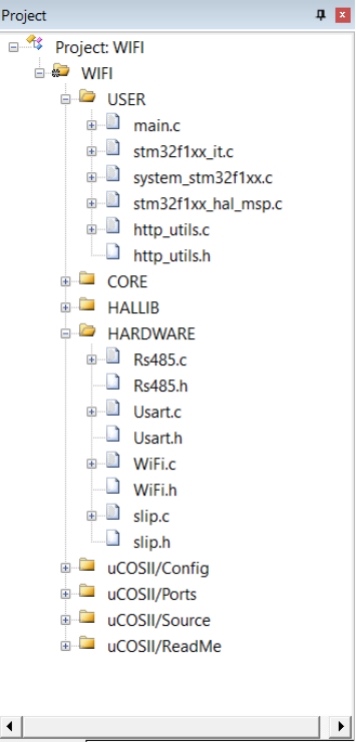 Project
Project: WIFI
WIFI
USER
main.c
stm32f1xx_it.c
system_stm32f1xx.c
stm32f1xx_hal_msp.c
http_utils.c
http_utils.h
CORE
HALLIB
HARDWARE
Rs485.c
Rs485.h
Usart.c
Usart.h
WiFi.c
WiFi.h
slip.c
slip.h
uCOSII/Config
uCOSII/Ports
uCOSII/Source
uCOSII/ReadMe